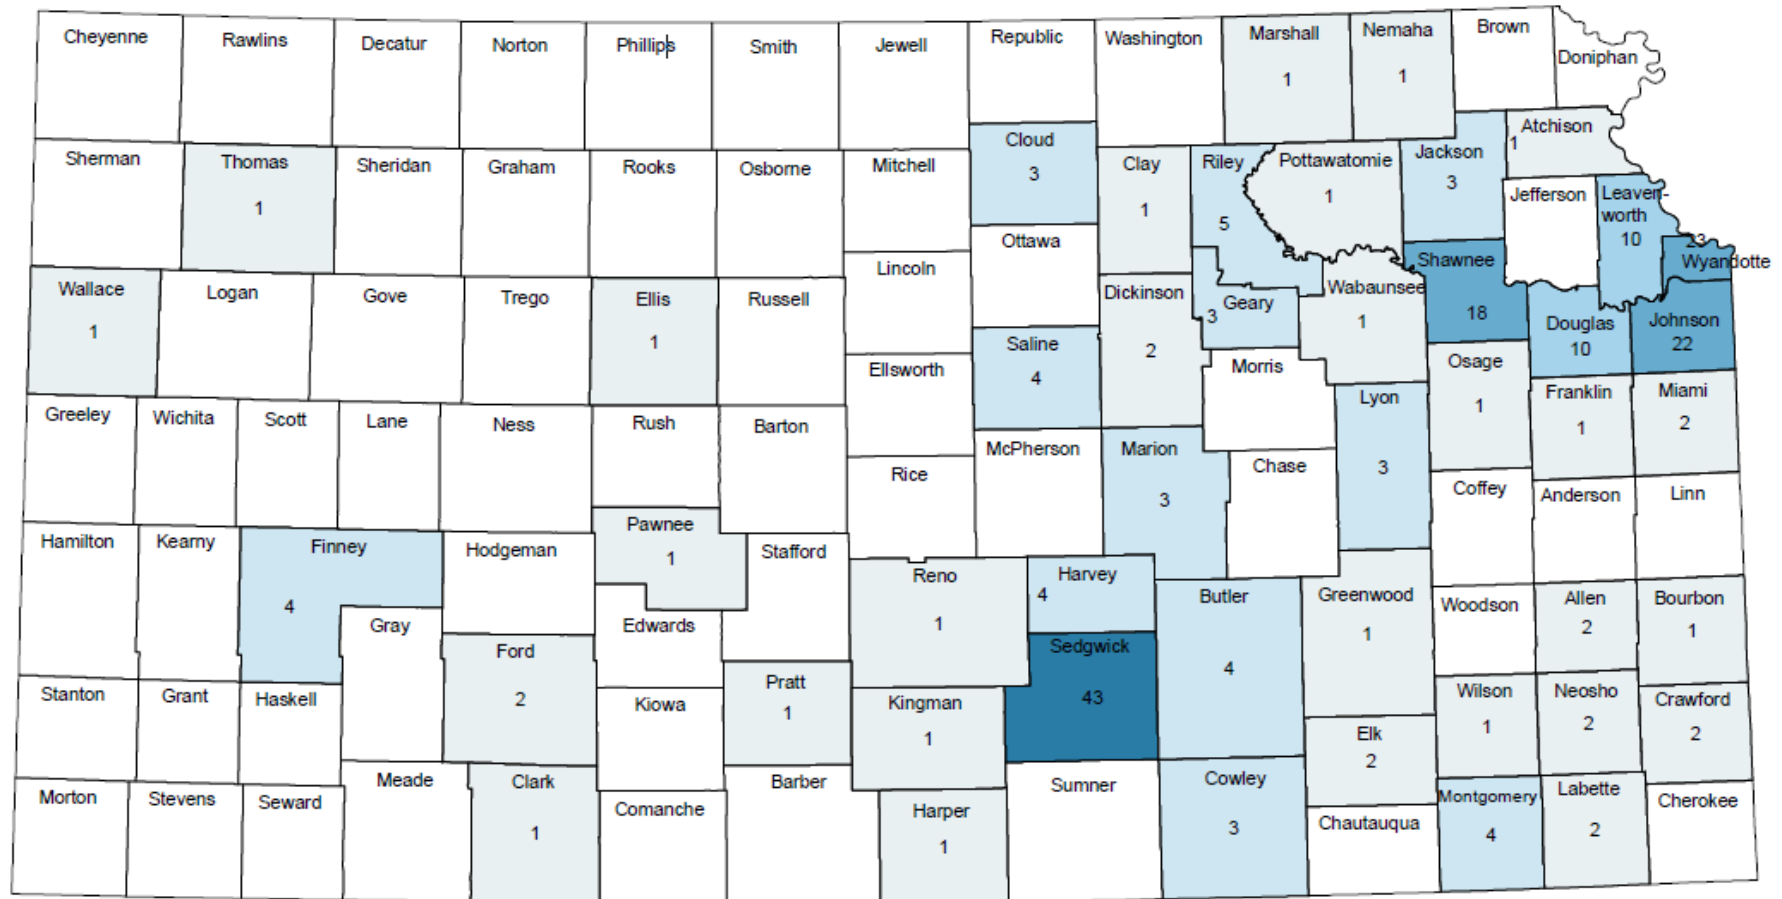 Cheyenne
Rawlins
Decatur
Norton
Phillips
Smith
Jewell
Republic
Washington
Marshall
1
Nemaha
1
Brown
Doniphan
Sherman
Thomas
1
Sheridan
Graham
Rooks
Osborne
Mitchell
Cloud
3
Clay
1
Riley
5
Pottawatomie
1
Jackson
3
Atchison
1
Jefferson
Leaven-
worth
10
23
Wyandotte
Wallace
1
Logan
Gove
Trego
Ellis
1
Russell
Lincoln
Ottawa
Dickinson
2
Geary
3
Wabaunsee
1
Shawnee
18
Douglas
10
Johnson
22
Ellsworth
Saline
4
Morris
Osage
1
Franklin
1
Miami
2
Greeley
Wichita
Scott
Lane
Ness
Rush
Barton
Rice
McPherson
Marion
3
Chase
Lyon
3
Coffey
Anderson
Linn
Hamilton
Kearny
Finney
4
Hodgeman
Pawnee
1
Stafford
Reno
1
Harvey
4
Butler
4
Greenwood
1
Woodson
Allen
2
Bourbon
1
Gray
Ford
2
Edwards
Pratt
1
Kingman
1
Sedgwick
43
Elk
2
Wilson
1
Neosho
2
Crawford
2
Stanton
Grant
Haskell
Kiowa
Morton
Stevens
Seward
Meade
Clark
1
Comanche
Barber
Harper
1
Sumner
Cowley
3
Chautauqua
Montgomery
4
Labette
2
Cherokee